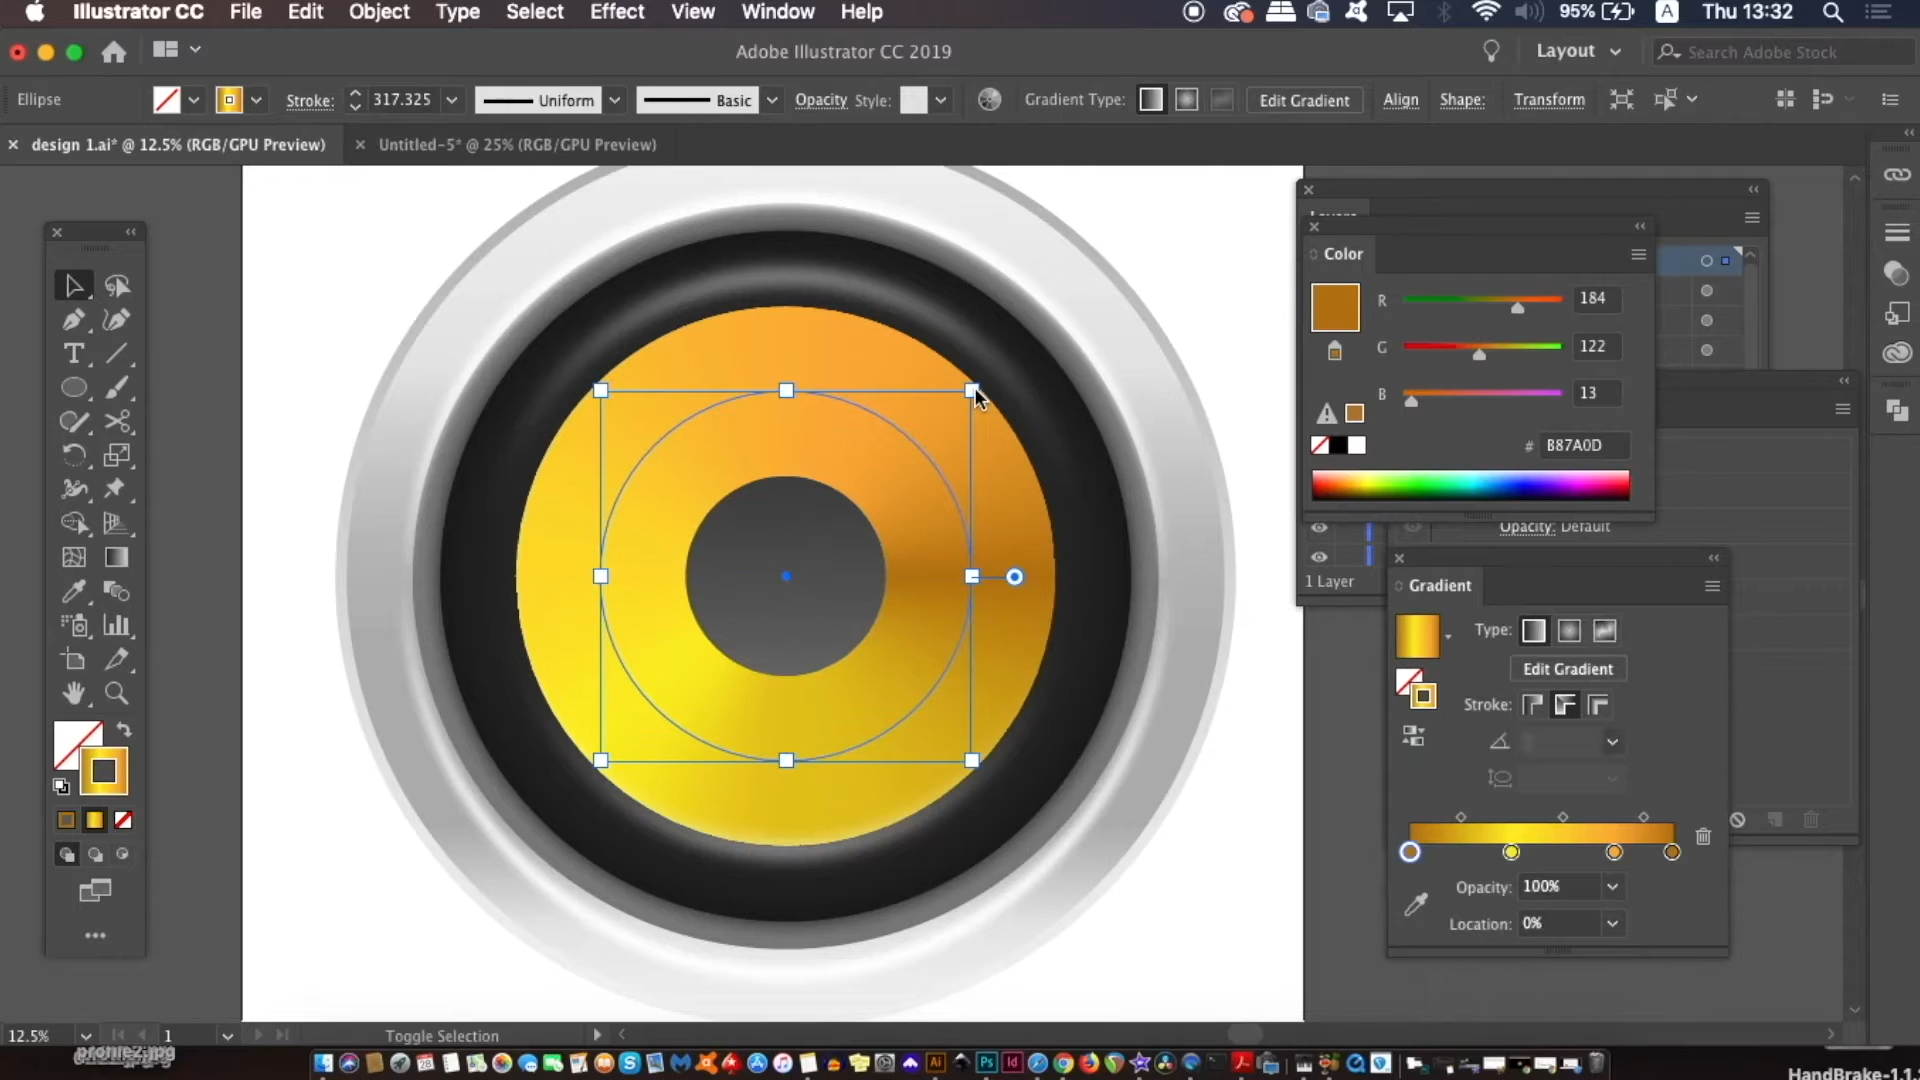 Illustrator CC File Edit Object Type Select Effect View Window Help
95% A Thu 13:32
Adobe Illustrator CC 2019
Layout
Search Adobe Stock
Ellipse
Stroke: 317.325
Uniform
Basic
Opacity Style:
Gradient Type:
Edit Gradient
Align Shape: Transform
design 1.ai* @ 12.5% (RGB/GPU Preview)
Untitled-5* @ 25% (RGB/GPU Preview)
Color
R 184
G 122
B 13
# B87A0D
Opacity: Default
1 Layer
Gradient
Type:
Edit Gradient
Stroke:
Opacity: 100%
Location: 0%
12.5%
1
Toggle Selection
HandBrake-1.1.